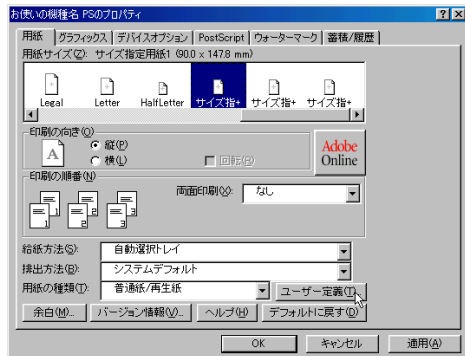 お使いの機種名 PSのプロパティ
用紙 グラフィックス デバイスオプション PostScript ウォーターマーク 蓄積/履歴
用紙サイズ(Z): サイズ指定用紙1 (90.0 x 147.8 mm)
Legal Letter HalfLetter サイズ指+ サイズ指+ サイズ指+
印刷の向き(O)
A 縦(P)
横(L) 回転(R)
Adobe
Online
印刷の順番(N)
両面印刷(X): なし
1 2 3
1 2 3
給紙方法(S): 自動選択トレイ
排出方法(B): システムデフォルト
用紙の種類(T): 普通紙/再生紙 ユーザー定義(I)...
余白(M)... バージョン情報(V)... ヘルプ(H) デフォルトに戻す(D)
OK キャンセル 適用(A)